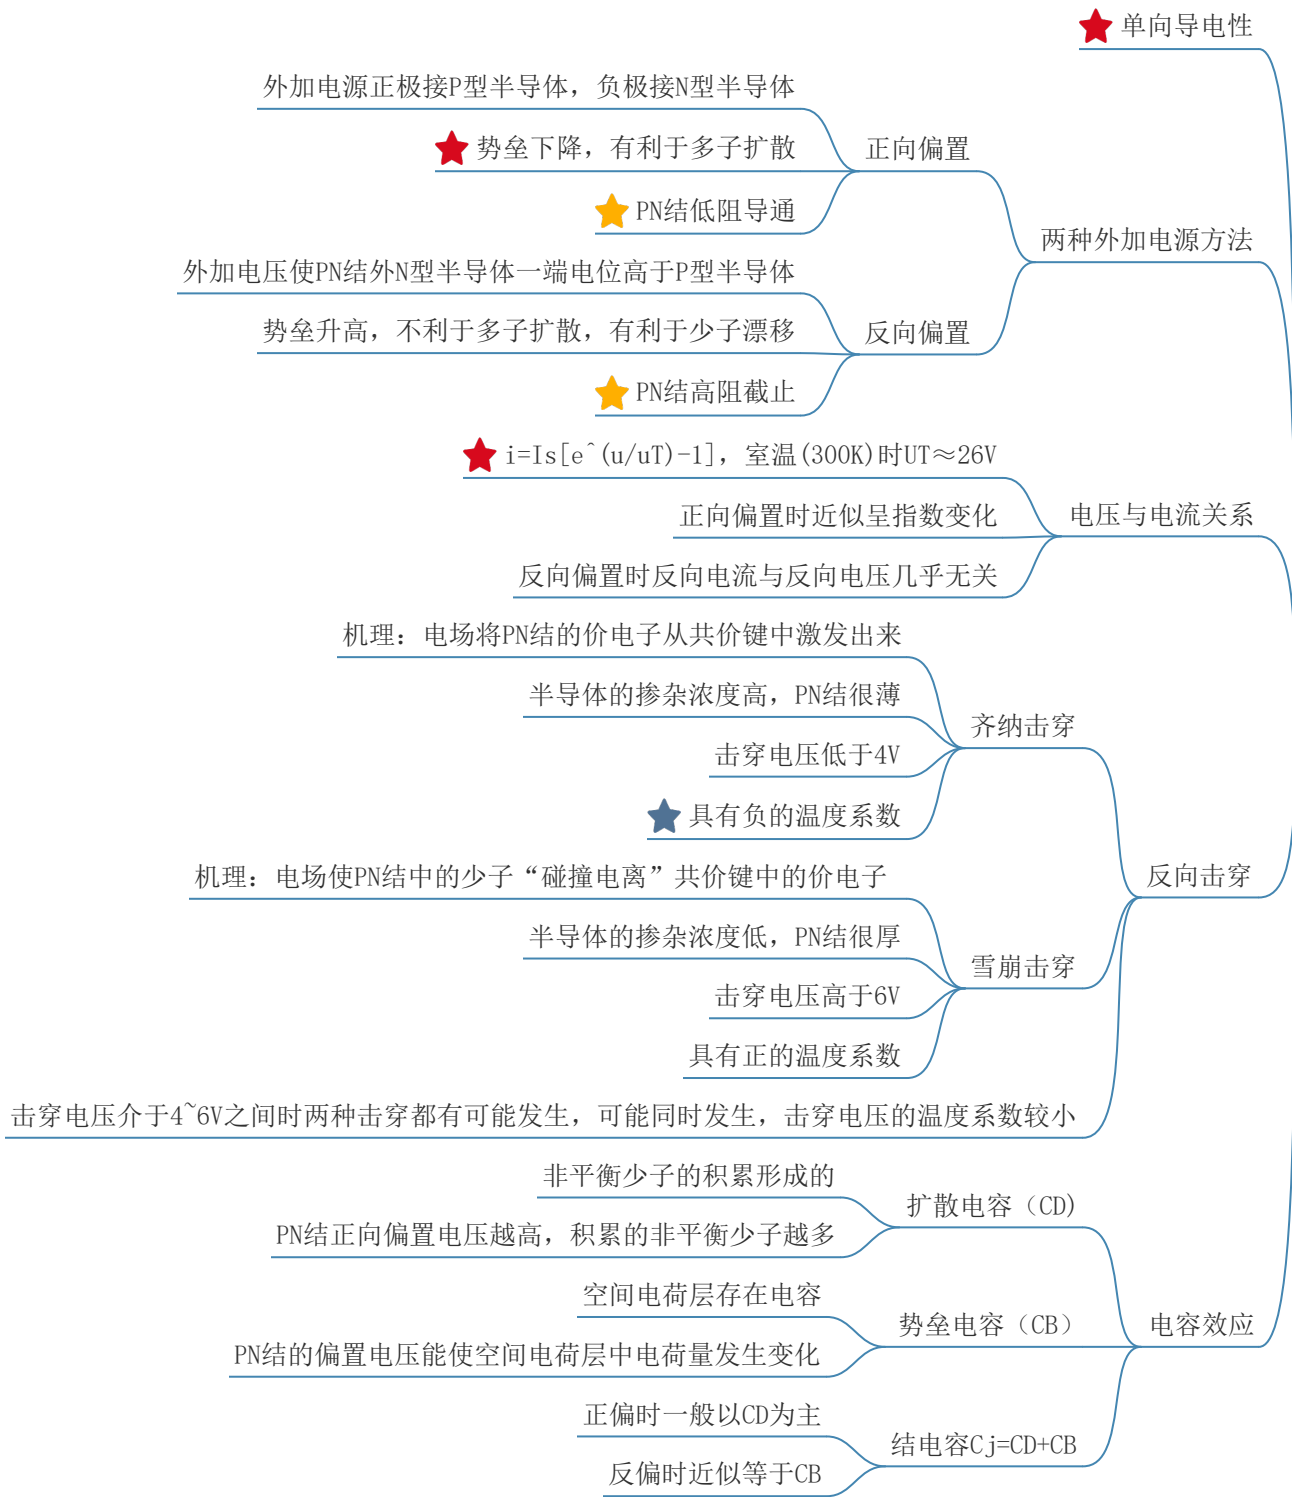 单向导电性
外加电源正极接P型半导体，负极接N型半导体
势垒下降，有利于多子扩散
正向偏置
PN结低阻导通
两种外加电源方法
外加电压使PN结外N型半导体一端电位高于P型半导体
势垒升高，不利于多子扩散，有利于少子漂移
反向偏置
PN结高阻截止
i=Is[e^(u/uT)-1]，室温(300K)时UT≈26V
正向偏置时近似呈指数变化
电压与电流关系
反向偏置时反向电流与反向电压几乎无关
机理：电场将PN结的价电子从共价键中激发出来
半导体的掺杂浓度高，PN结很薄
齐纳击穿
击穿电压低于4V
具有负的温度系数
机理：电场使PN结中的少子“碰撞电离”共价键中的价电子
反向击穿
半导体的掺杂浓度低，PN结很厚
雪崩击穿
击穿电压高于6V
具有正的温度系数
击穿电压介于4~6V之间时两种击穿都有可能发生，可能同时发生，击穿电压的温度系数较小
非平衡少子的积累形成的
扩散电容（CD)
PN结正向偏置电压越高，积累的非平衡少子越多
空间电荷层存在电容
势垒电容（CB）
电容效应
PN结的偏置电压能使空间电荷层中电荷量发生变化
正偏时一般以CD为主
结电容Cj=CD+CB
反偏时近似等于CB